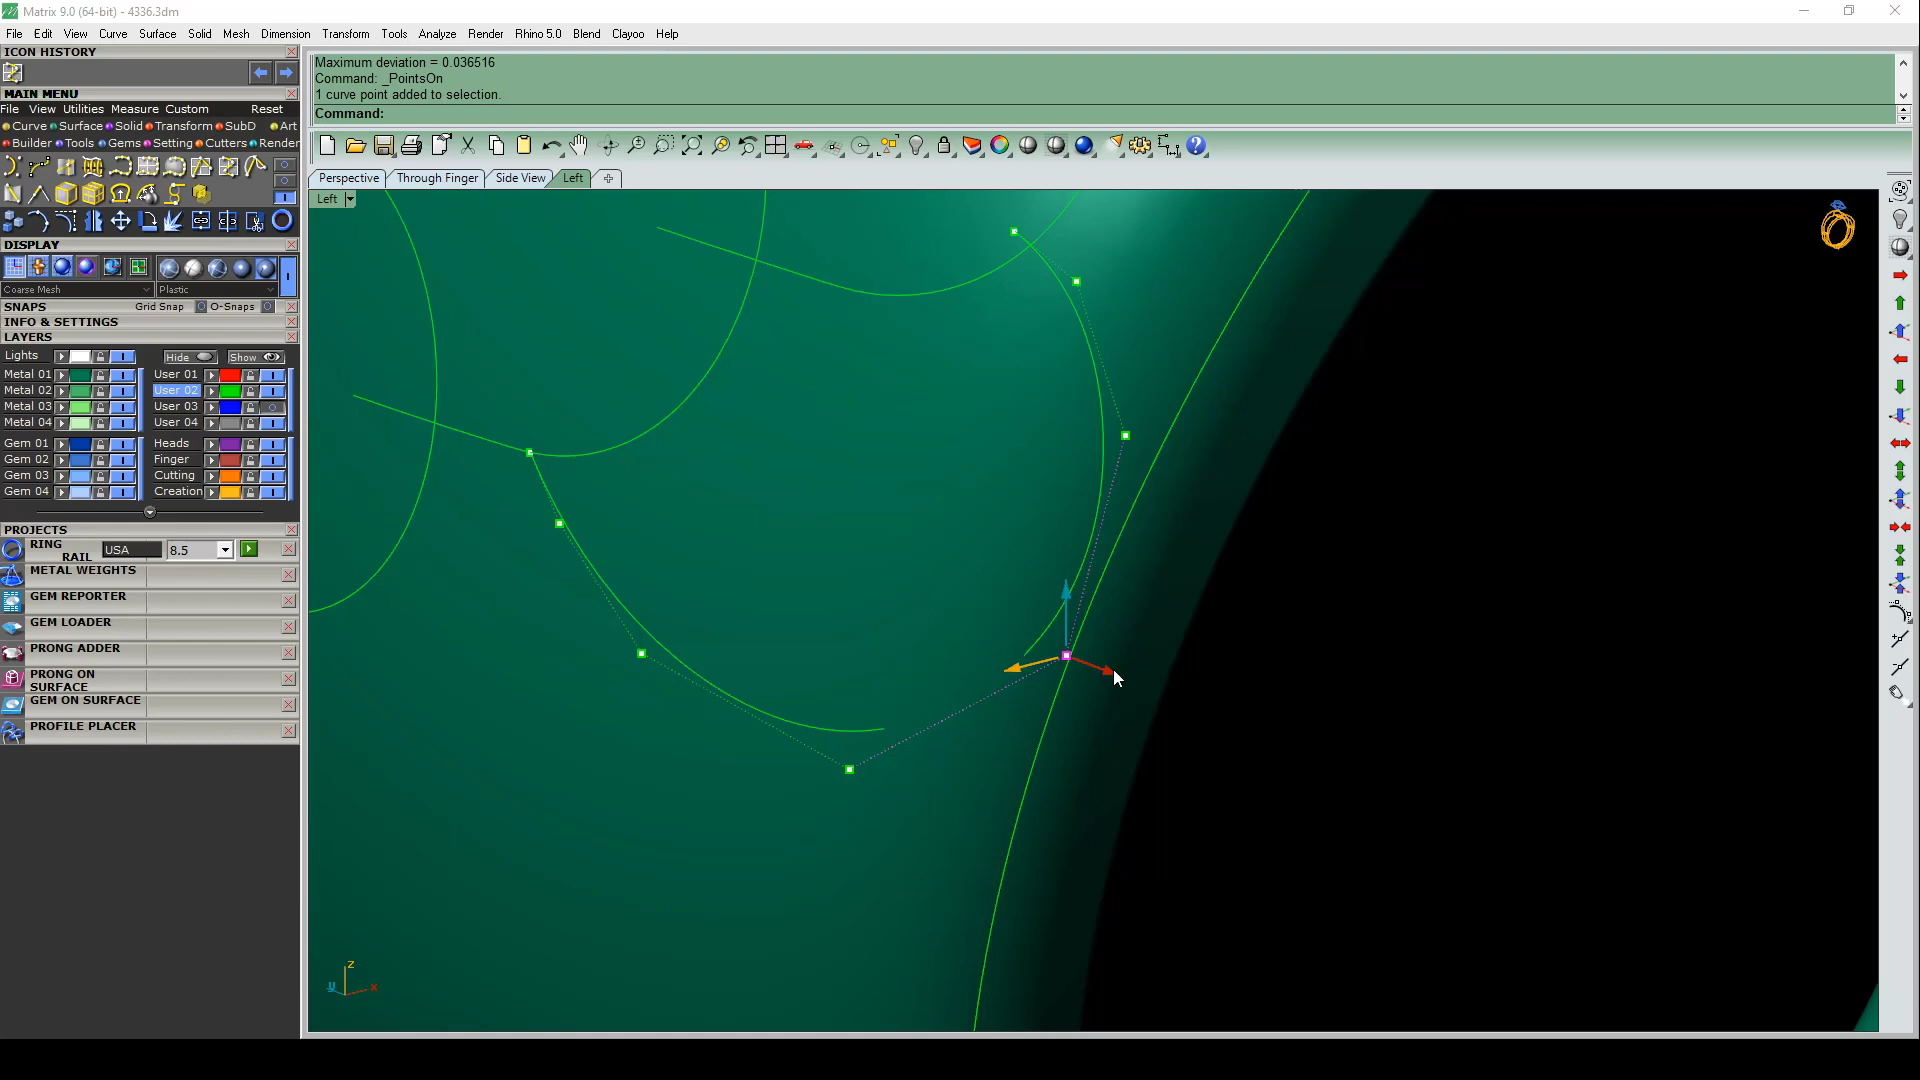 Matrix 9.0 (64-bit) - 4336.3dm
File Edit View Curve Surface Solid Mesh Dimension Transform Tools Analyze Render Rhino 5.0 Blend Clayoo Help
ICON HISTORY
MAIN MENU
File View Utilities Measure Custom Reset
Curve Surface Solid Transform SubD Art
Builder Tools Gems Setting Cutters Render
DISPLAY
Coarse Mesh Plastic
SNAPS Grid Snap O-Snaps
INFO & SETTINGS
LAYERS
Lights Hide Show
Metal 01 User 01
Metal 02 User 02
Metal 03 User 03
Metal 04 User 04
Gem 01 Heads
Gem 02 Finger
Gem 03 Cutting
Gem 04 Creation
PROJECTS
RING RAIL USA 8.5
METAL WEIGHTS
GEM REPORTER
GEM LOADER
PRONG ADDER
PRONG ON
SURFACE
GEM ON SURFACE
PROFILE PLACER
Maximum deviation = 0.036516
Command: _PointsOn
1 curve point added to selection.
Command:
Perspective Through Finger Side View Left
Left
z
y x